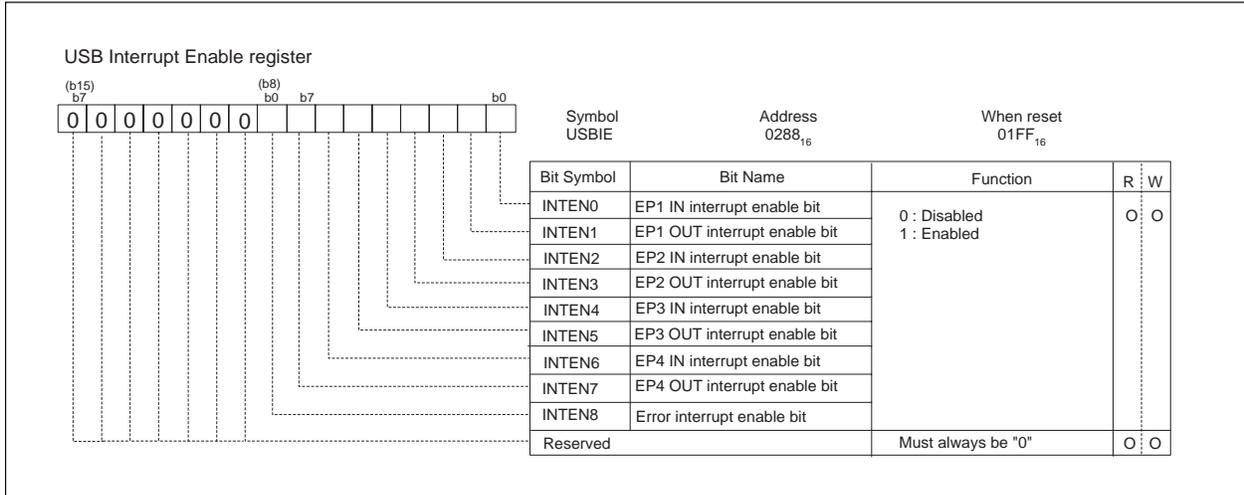 USB Interrupt Enable register
(b15) (b8)
b7 b0 b7 b0
0 0 0 0 0 0 0
Symbol Address When reset
USBIE 0288₁₆ 01FF₁₆
Bit Symbol Bit Name Function R W
INTEN0 EP1 IN interrupt enable bit 0 : Disabled O O
INTEN1 EP1 OUT interrupt enable bit 1 : Enabled
INTEN2 EP2 IN interrupt enable bit
INTEN3 EP2 OUT interrupt enable bit
INTEN4 EP3 IN interrupt enable bit
INTEN5 EP3 OUT interrupt enable bit
INTEN6 EP4 IN interrupt enable bit
INTEN7 EP4 OUT interrupt enable bit
INTEN8 Error interrupt enable bit
Reserved Must always be "0" O O